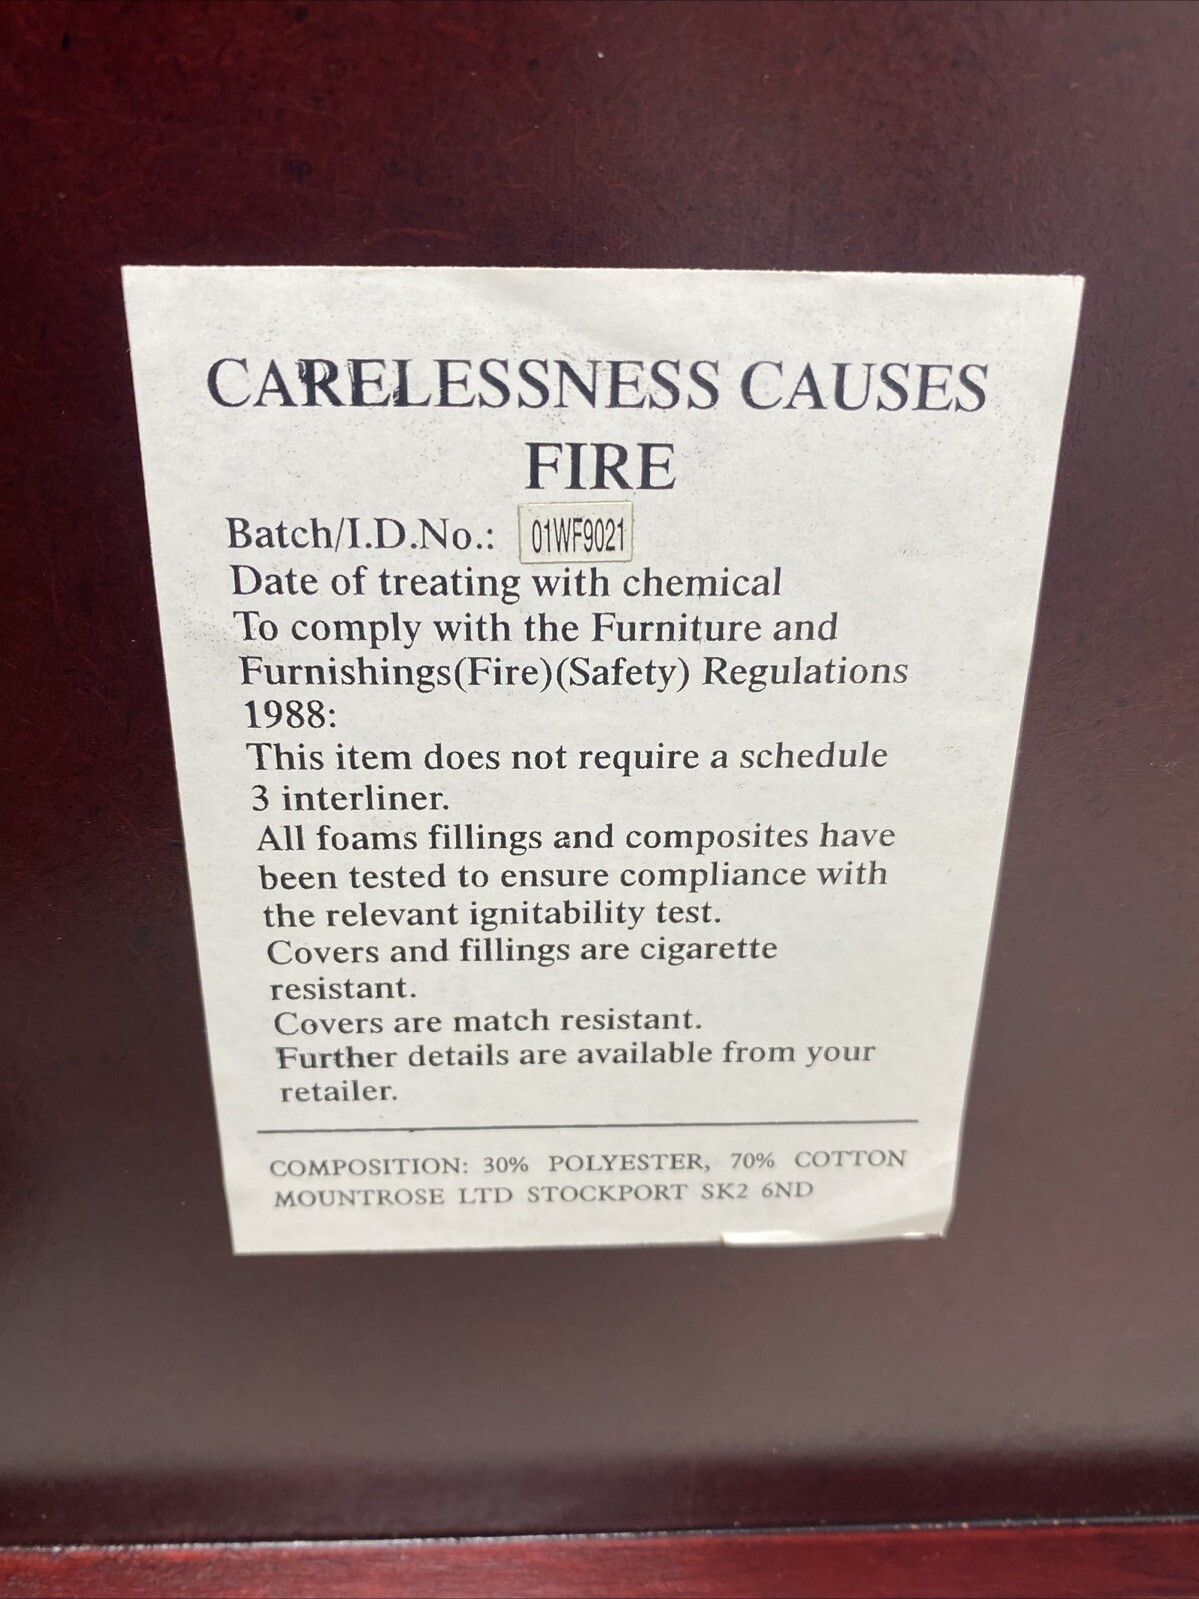 CARELESSNESS CAUSES
FIRE
Batch/I.D.No.: 01WF9021
Date of treating with chemical
To comply with the Furniture and
Furnishings(Fire)(Safety) Regulations
1988:
This item does not require a schedule
3 interliner.
All foams fillings and composites have
been tested to ensure compliance with
the relevant ignitability test.
Covers and fillings are cigarette
resistant.
Covers are match resistant.
Further details are available from your
retailer.
COMPOSITION: 30% POLYESTER, 70% COTTON
MOUNTROSE LTD STOCKPORT SK2 6ND